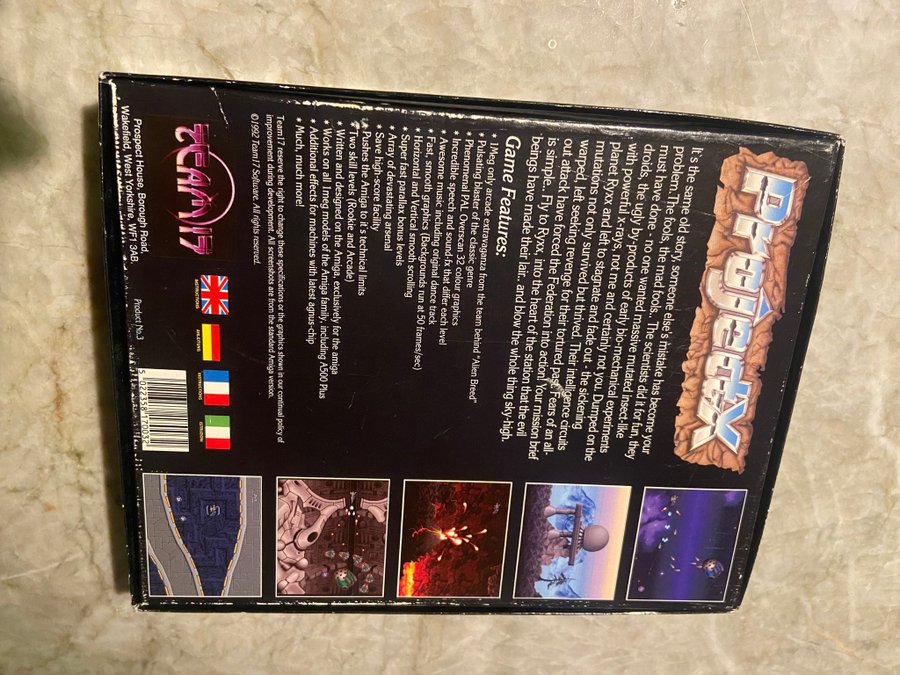 Project-X
It's the same old story, someone else's mistake has become your
problem. The fools, the mad fools.. The scientists did it for fun, they
must have done - no one wanted massive mutated insect-like
droids, the ugly by-products of early bio-mechanical experiments
with powerful x-rays, not me and certainly not you. Dumped on the
planet Ryxx and left to stagnate and fade out - the sickening
mutations not only survived but thrived. Their intelligence circuits
warped, left seeking revenge for their tortured past. Fears of an all-
out attack have forced the Federation into action. Your mission brief
is simple... Fly to Ryxx, into the heart of the station that the evil
beings have made their lair.. and blow the whole thing sky-high.
Game Features:
* 1Meg only arcade extravaganza from the team behind "Alien Breed"
* Pulsating blast of the classic genre
* Phenomenal PAL overscan 32 colour graphics
* Incredible speech and sound-fx that differ each level
* Awesome music including original dance track
* Fast, smooth graphics (Backgrounds run at 50 frames/sec)
* Horizontal and Vertical smooth scrolling
* Super fast parallax bonus levels
* Array of devastating arsenal
* Save high-score facility
* Pushes the Amiga to it's technical limits
* Two skill levels (Rookie and Arcade)
* Written and designed on the Amiga, exclusively for the amiga
* Works on all 1meg models of the Amiga family, including A500 Plus
* Additional effects for machines with latest agnus-chip
* Much, much more!
Team17 reserve the right to change these specifications or the graphics shown in our continual policy of
improvement during development. All screenshots are from the standard Amiga version.
©1992 Team17 Software. All rights reserved.
TEAM17
INSTRUCTIONS
INSTRUCTIONS
Prospect House, Borough Road,
Wakefield, West Yorkshire, WF1 3AB.
Product No.3
5 022358 117032